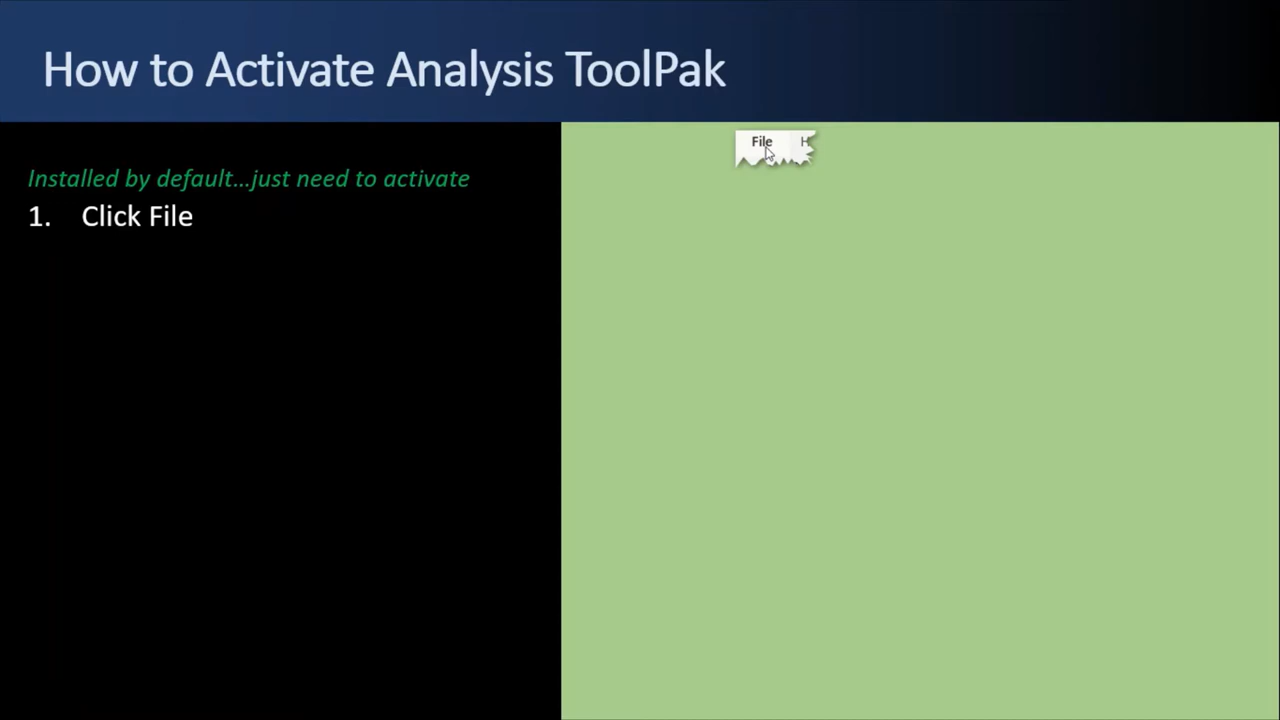 How to Activate Analysis ToolPak
File H
Installed by default...just need to activate
1. Click File